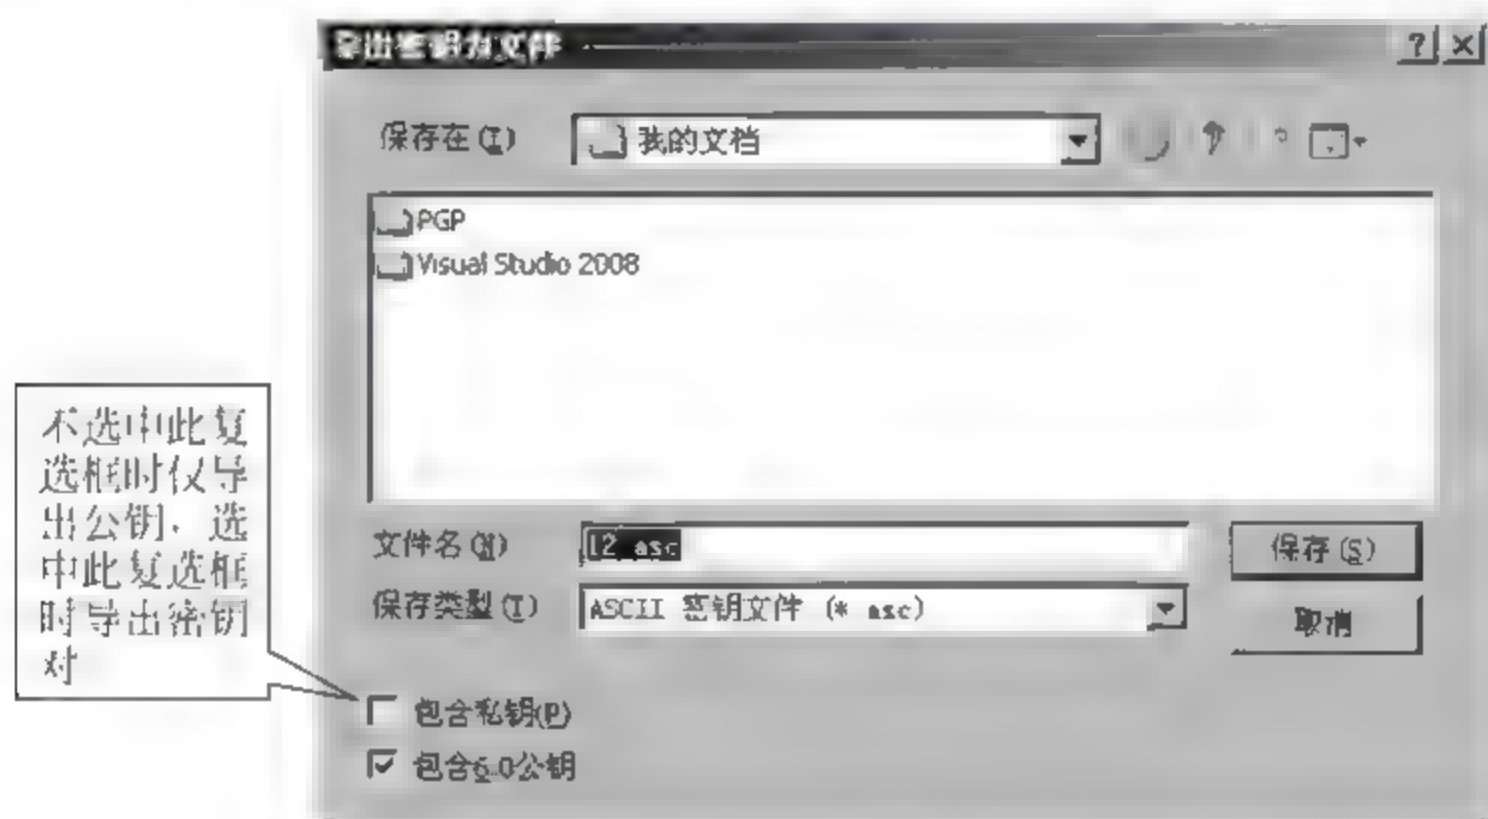 导出密钥为文件
保存在(I)
我的文档
PGP
Visual Studio 2008
不选中此复
选框时仅导
出公钥，选
中此复选框
时导出密钥
对
文件名(N)
12 asc
保存(S)
保存类型(T)
ASCII 密钥文件 (* asc)
取消
包含私钥(P)
包含6.0公钥